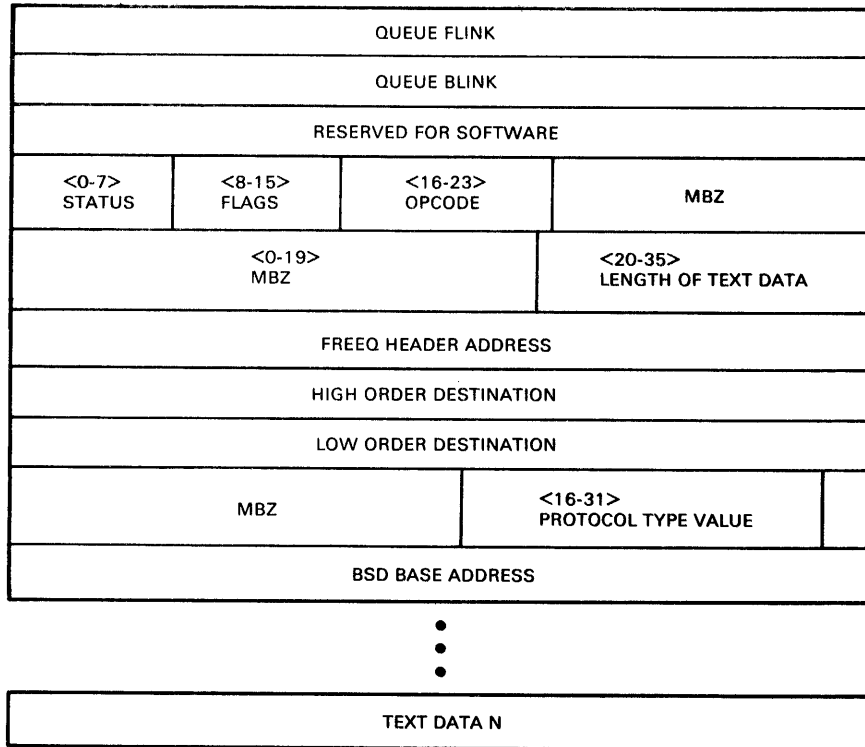 QUEUE FLINK
QUEUE BLINK
RESERVED FOR SOFTWARE
<0-7> <8-15> <16-23>
STATUS FLAGS OPCODE MBZ
<0-19> <20-35>
MBZ LENGTH OF TEXT DATA
FREEQ HEADER ADDRESS
HIGH ORDER DESTINATION
LOW ORDER DESTINATION
<16-31>
MBZ PROTOCOL TYPE VALUE
BSD BASE ADDRESS
TEXT DATA N